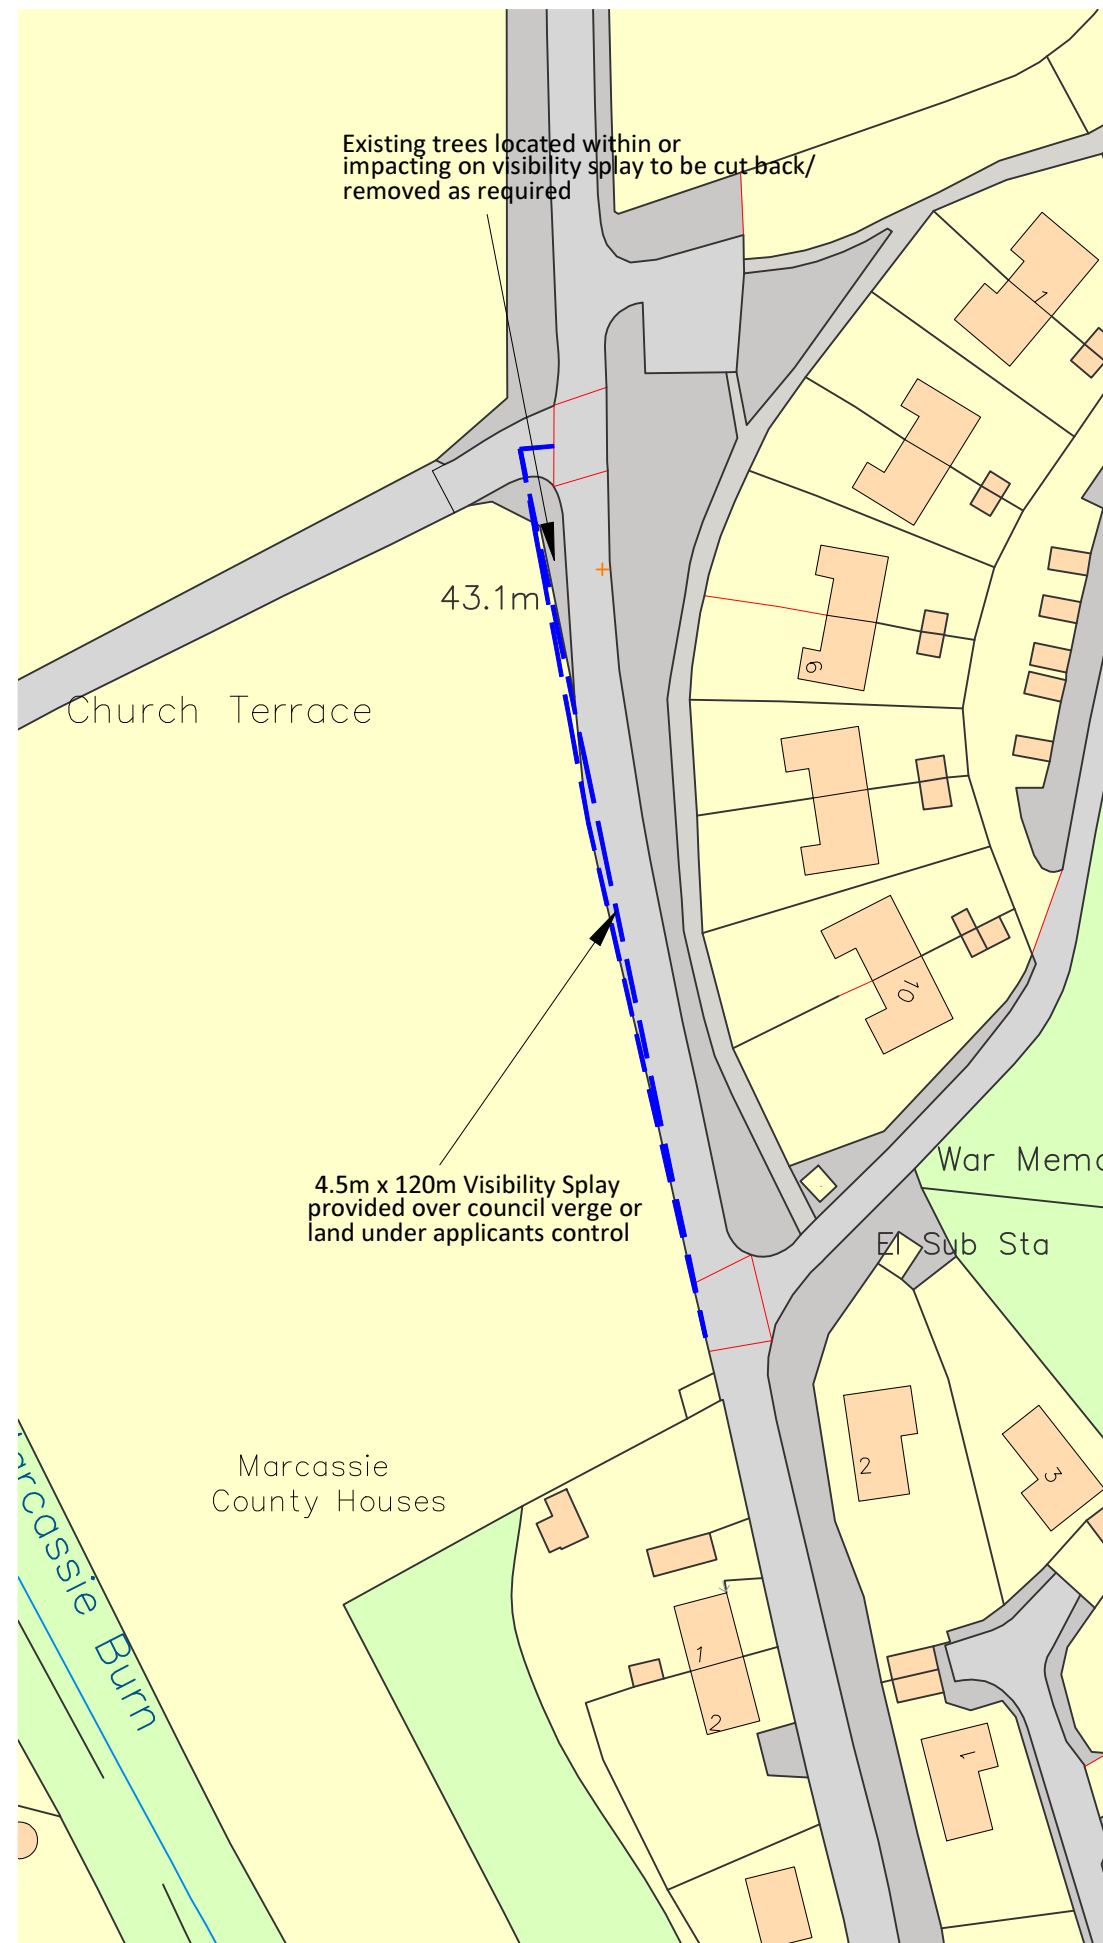 Existing trees located within or
impacting on visibility splay to be cut back/
removed as required
1
43.1m
6
Church Terrace
10
4.5m x 120m Visibility Splay
provided over council verge or
land under applicants control
War Memo
El Sub Sta
2
3
Marcassie
County Houses
arcassie Burn
1
2
1